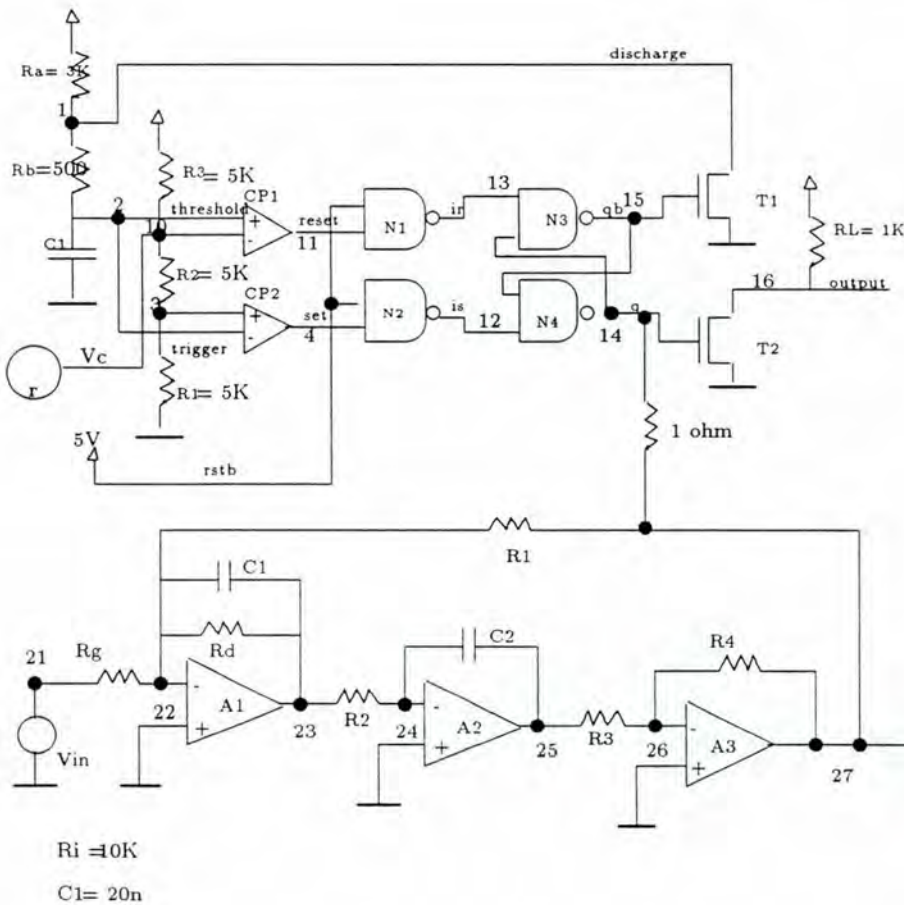 discharge
Ra= 3K
1
Rb=500
R3 = 5K
2
10
threshold
CP1
+
-
reset
11
N1
ir
13
N3
qb
15
T1
RL= 1K
C1
R2 = 5K
3
CP2
+
-
set
4
N2
is
12
N4
14
q
16
output
T2
trigger
Vc
r
R1 = 5K
5V
rstb
1 ohm
R1
C1
Rd
C2
R4
21
Rg
22
-
+
A1
23
R2
24
-
+
A2
25
R3
26
-
+
A3
27
Vin
Ri =10K
C1= 20n